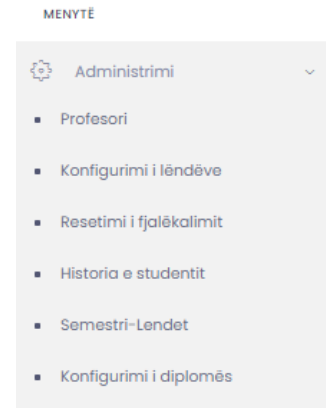 MENYTË
Administrimi
Profesori
Konfigurimi i lëndëve
Resetimi i fjalëkalimit
Historia e studentit
Semestri-Lendet
Konfigurimi i diplomës